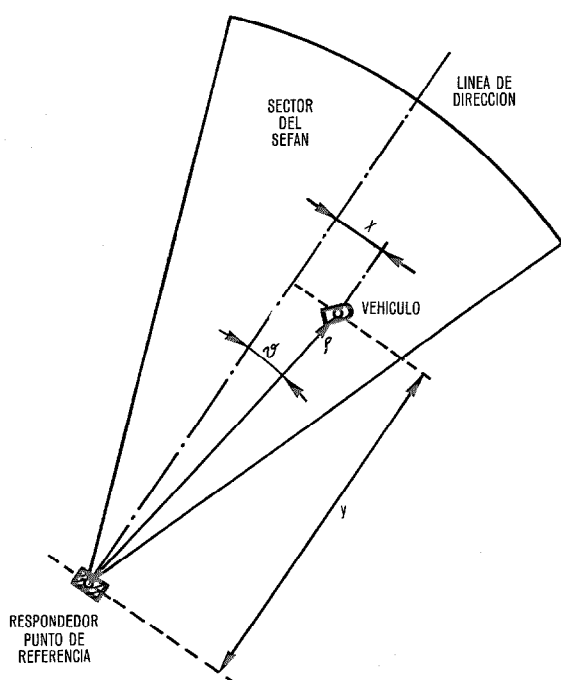 LINEA DE
DIRECCION
SECTOR
DEL
SEFAN
X
VEHICULO
ϑ
ρ
y
RESPONDEDOR
PUNTO DE
REFERENCIA